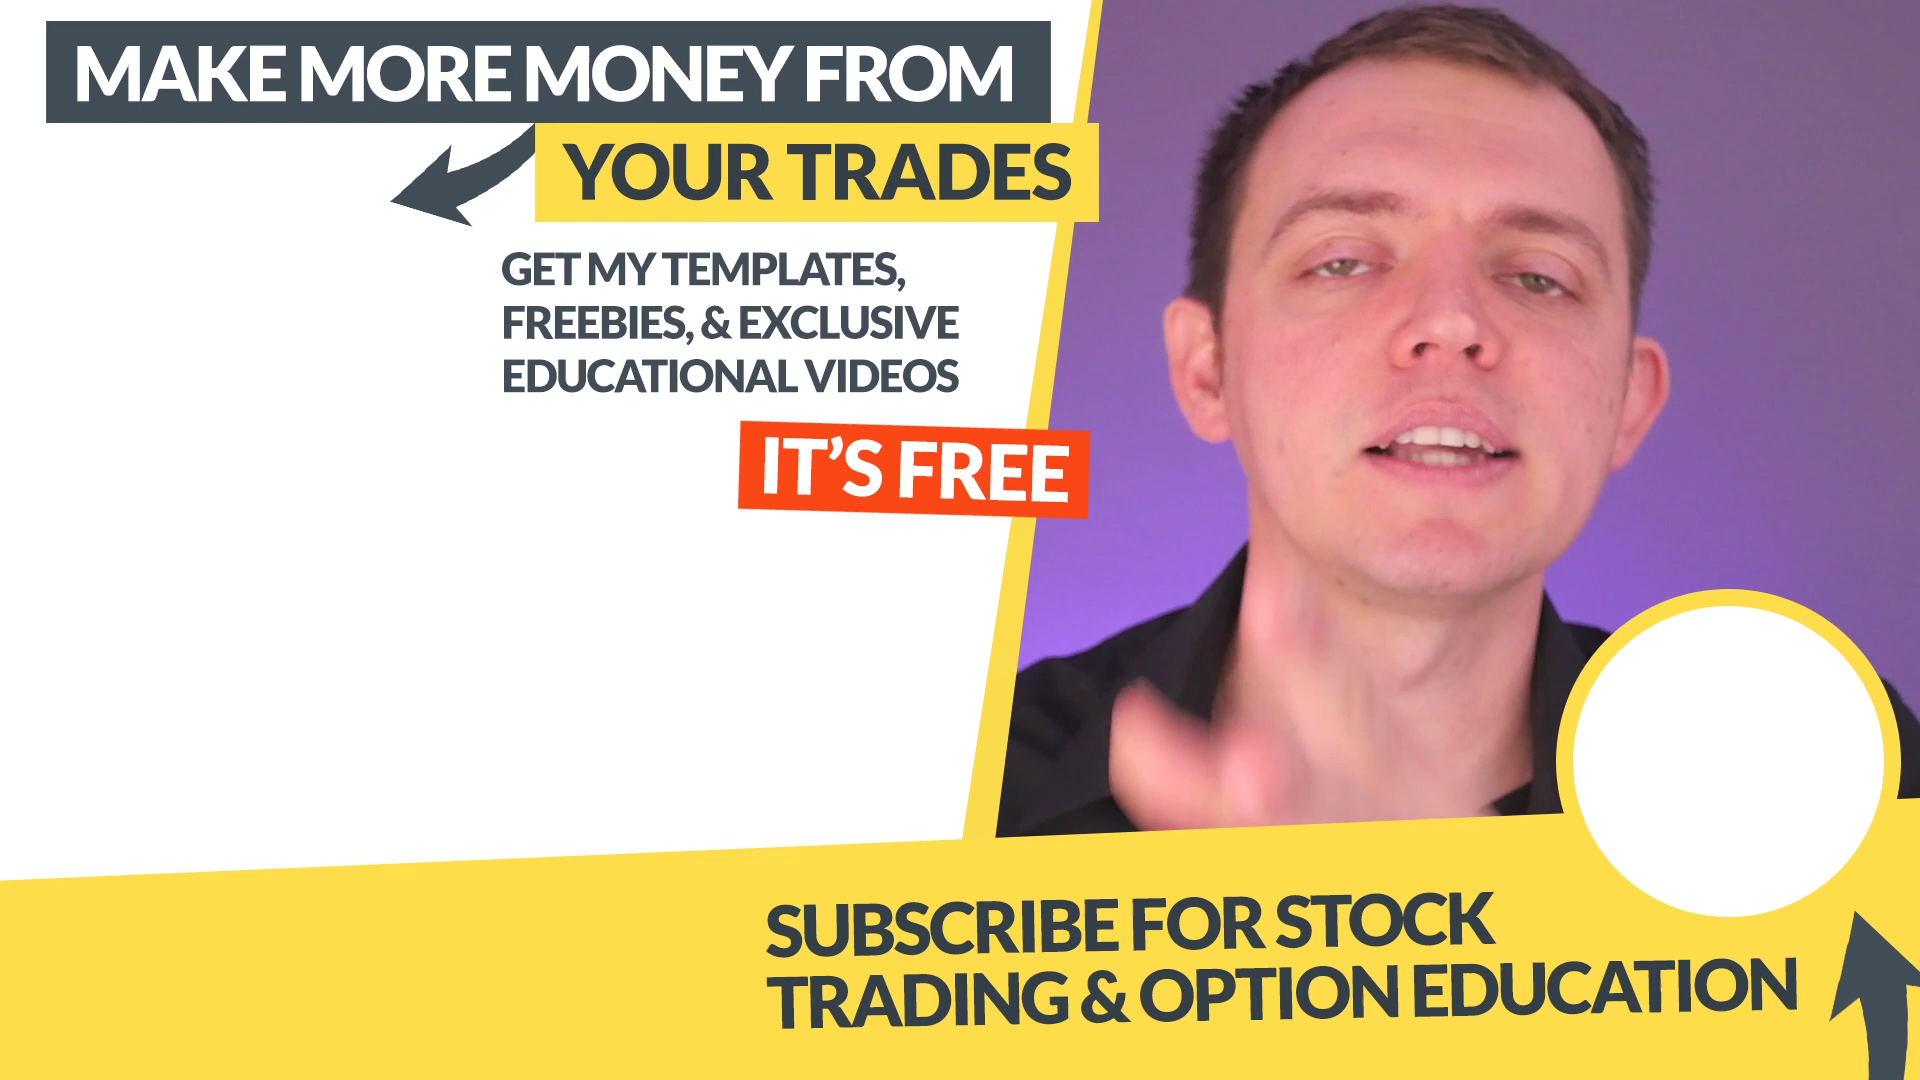 MAKE MORE MONEY FROM
YOUR TRADES
GET MY TEMPLATES,
FREEBIES, & EXCLUSIVE
EDUCATIONAL VIDEOS
IT'S FREE
SUBSCRIBE FOR STOCK
TRADING & OPTION EDUCATION